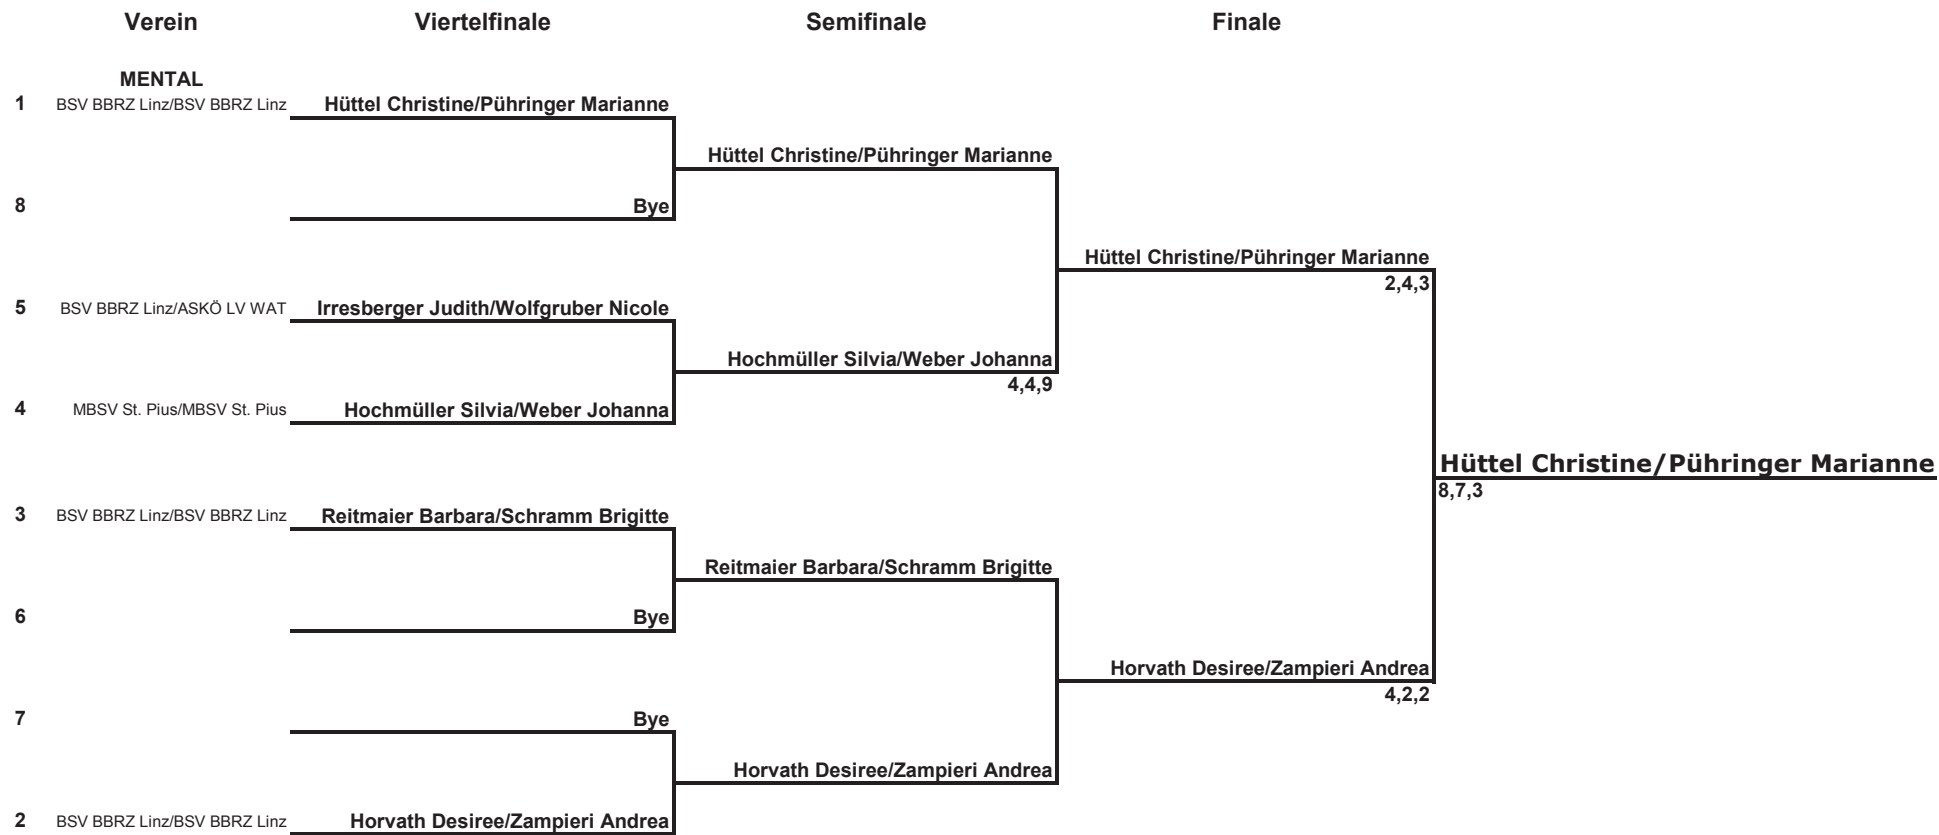 Verein Viertelfinale Semifinale Finale
MENTAL
1 BSV BBRZ Linz/BSV BBRZ Linz Hüttel Christine/Pühringer Marianne
Hüttel Christine/Pühringer Marianne
8 Bye
Hüttel Christine/Pühringer Marianne
2,4,3
5 BSV BBRZ Linz/ASKÖ LV WAT Irresberger Judith/Wolfgruber Nicole
Hochmüller Silvia/Weber Johanna
4,4,9
4 MBSV St. Pius/MBSV St. Pius Hochmüller Silvia/Weber Johanna
Hüttel Christine/Pühringer Marianne
8,7,3
3 BSV BBRZ Linz/BSV BBRZ Linz Reitmaier Barbara/Schramm Brigitte
Reitmaier Barbara/Schramm Brigitte
6 Bye
Horvath Desiree/Zampieri Andrea
4,2,2
7 Bye
Horvath Desiree/Zampieri Andrea
2 BSV BBRZ Linz/BSV BBRZ Linz Horvath Desiree/Zampieri Andrea